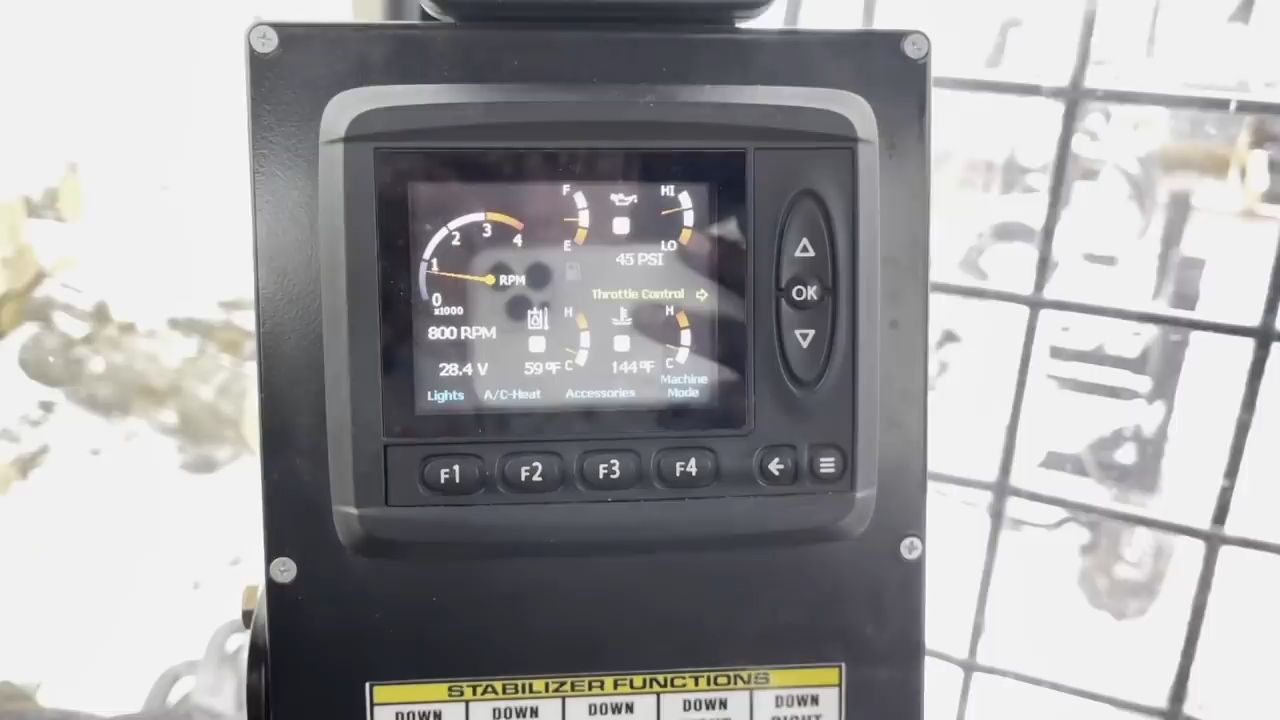 F
HI
2
3
4
1
0
x1000
RPM
E
LO
45 PSI
Throttle Control
H
H
800 RPM
28.4 V
59°F
C
144°F
C
Lights
A/C-Heat
Accessories
Machine
Mode
OK
F1
F2
F3
F4
STABILIZER FUNCTIONS
DOWN
DOWN
DOWN
DOWN
DOWN
RIGHT